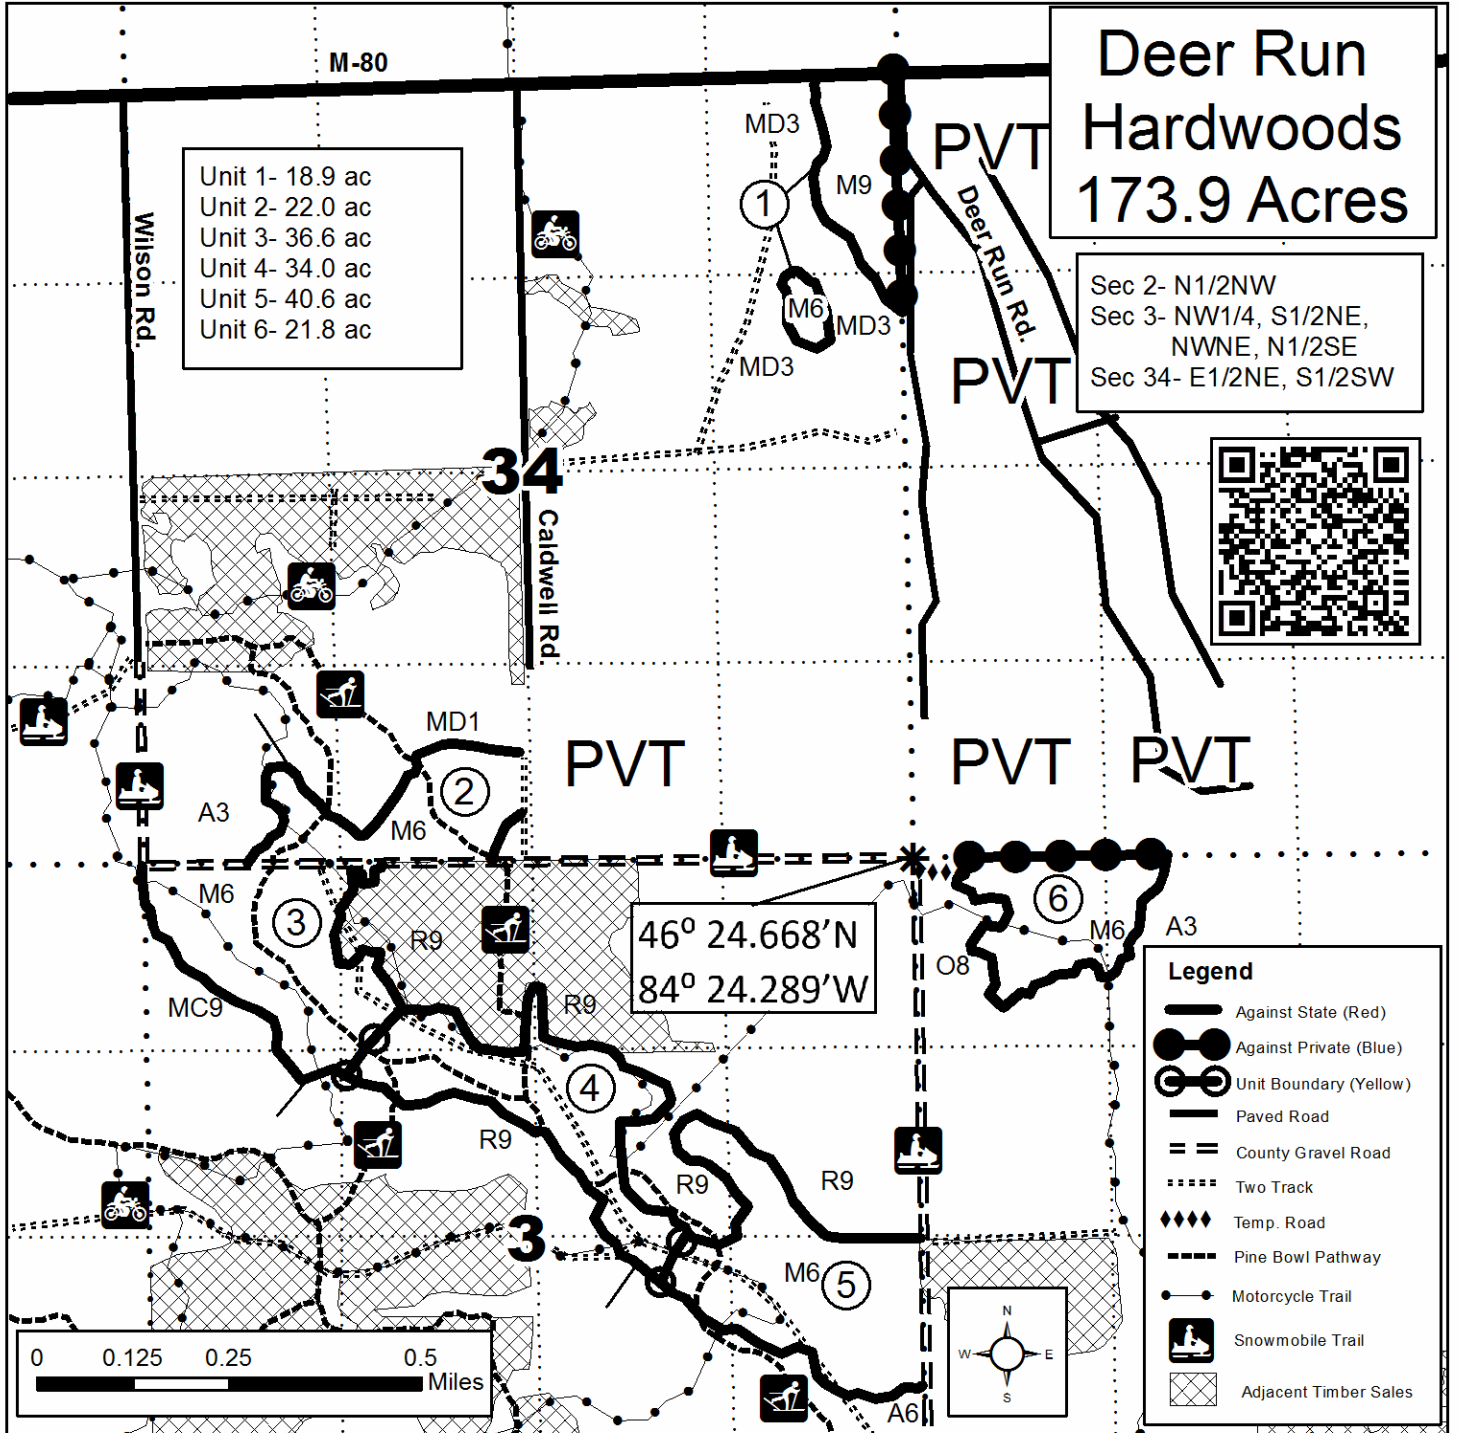 M-80
Deer Run
Hardwoods
173.9 Acres
Unit 1- 18.9 ac
Unit 2- 22.0 ac
Unit 3- 36.6 ac
Unit 4- 34.0 ac
Unit 5- 40.6 ac
Unit 6- 21.8 ac
Wilson Rd.
MD3
1
M9
PVT
Deer Run Rd.
M6
MD3
MD3
Sec 2- N1/2NW
Sec 3- NW1/4, S1/2NE,
NWNE, N1/2SE
Sec 34- E1/2NE, S1/2SW
PVT
34
Caldwell Rd
MD1
2
PVT
PVT
PVT
A3
M6
M6
3
R9
46º 24.668’N
84º 24.289’W
6
M6
A3
O8
MC9
R9
4
R9
R9
R9
3
M6
5
A6
Legend
Against State (Red)
Against Private (Blue)
Unit Boundary (Yellow)
Paved Road
County Gravel Road
Two Track
Temp. Road
Pine Bowl Pathway
Motorcycle Trail
Snowmobile Trail
Adjacent Timber Sales
N
W E
S
0 0.125 0.25 0.5
Miles